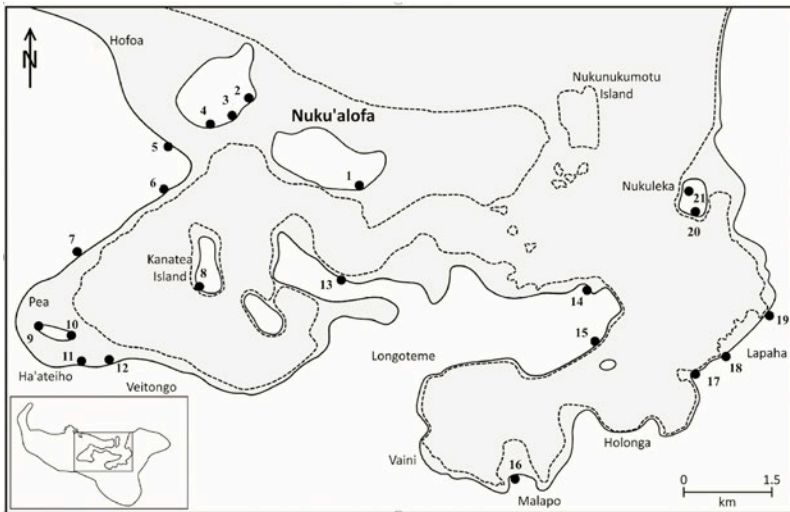 Hofoa
N
2
3
4
Nuku'alofa
Nukunukumotu
Island
5
1
6
Nukuleka
21
20
7
Kanatea
Island
8
13
14
Pea
19
9
10
15
Lapaha
11
12
Longoteme
18
Ha'ateiho
17
Veitongo
Holonga
Vaini
16
Malapo
0
1.5
km